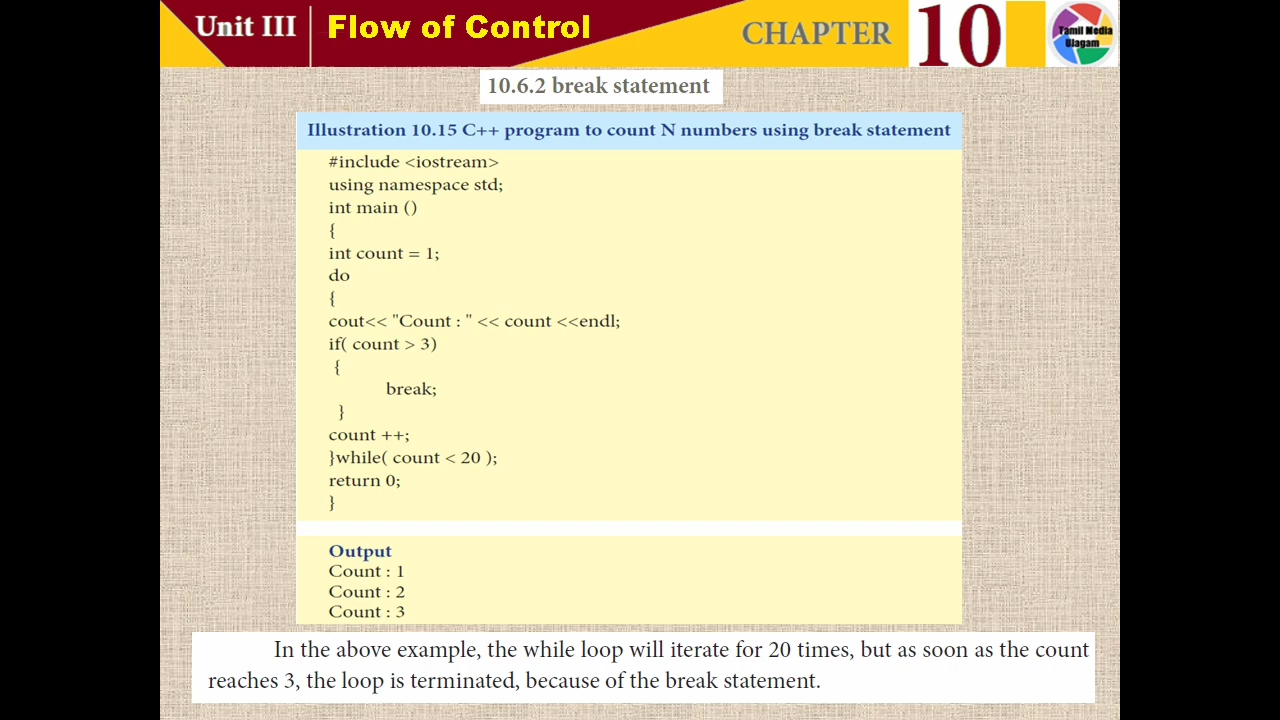 Unit III Flow of Control CHAPTER 10
Tamil Media
Ulagam
10.6.2 break statement
Illustration 10.15 C++ program to count N numbers using break statement
#include <iostream>
using namespace std;
int main ()
{
int count = 1;
do
{
cout<< "Count : " << count <<endl;
if( count > 3)
{
break;
}
count ++;
}while( count < 20 );
return 0;
}
Output
Count : 1
Count : 2
Count : 3
In the above example, the while loop will iterate for 20 times, but as soon as the count
reaches 3, the loop is terminated, because of the break statement.